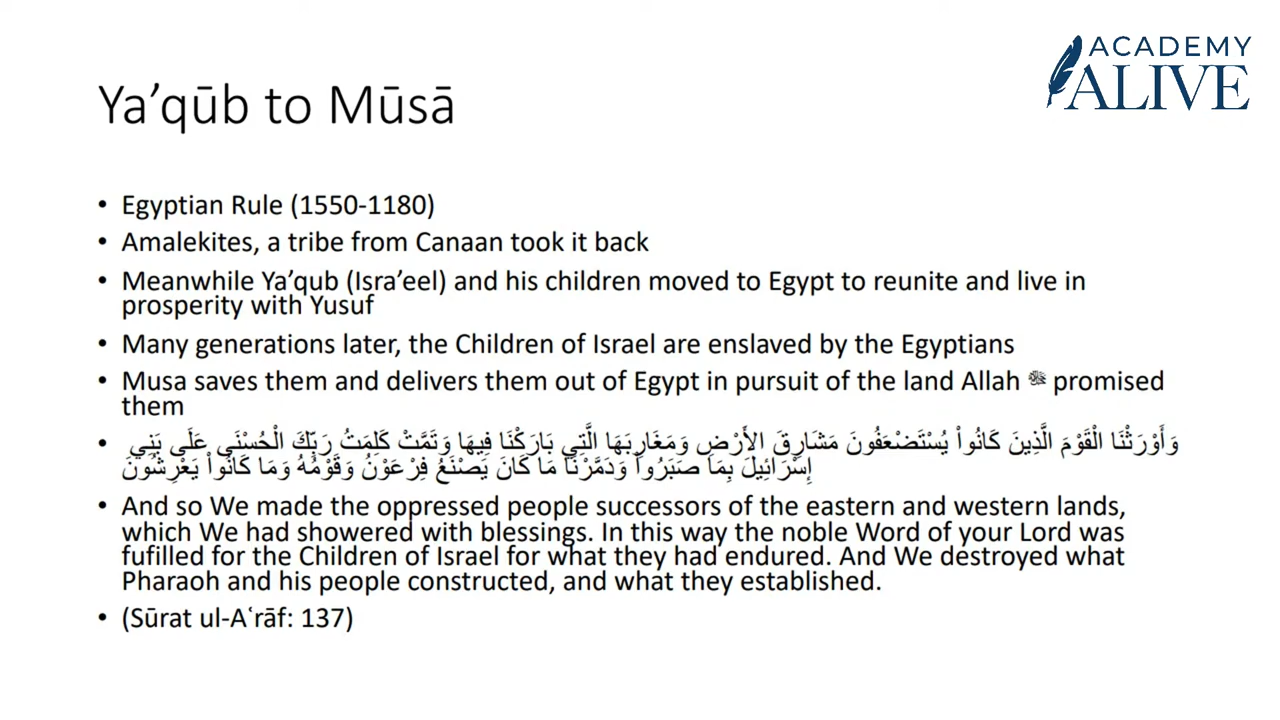 ACADEMY
ALIVE
Ya’qūb to Mūsā
• Egyptian Rule (1550-1180)
• Amalekites, a tribe from Canaan took it back
• Meanwhile Ya’qub (Isra’eel) and his children moved to Egypt to reunite and live in
prosperity with Yusuf
• Many generations later, the Children of Israel are enslaved by the Egyptians
• Musa saves them and delivers them out of Egypt in pursuit of the land Allah ﷻ promised
them
• وَأَوْرَثْنَا الْقَوْمَ الَّذِينَ كَانُواْ يُسْتَضْعَفُونَ مَشَارِقَ الأَرْضِ وَمَغَارِبَهَا الَّتِي بَارَكْنَا فِيهَا وَتَمَّتْ كَلِمَتُ رَبِّكَ الْحُسْنَى عَلَى بَنِي
إِسْرَائِيلَ بِمَا صَبَرُواْ وَدَمَّرْنَا مَا كَانَ يَصْنَعُ فِرْعَوْنُ وَقَوْمُهُ وَمَا كَانُواْ يَعْرِشُونَ
• And so We made the oppressed people successors of the eastern and western lands,
which We had showered with blessings. In this way the noble Word of your Lord was
fufilled for the Children of Israel for what they had endured. And We destroyed what
Pharaoh and his people constructed, and what they established.
• (Sūrat ul-Aʿrāf: 137)